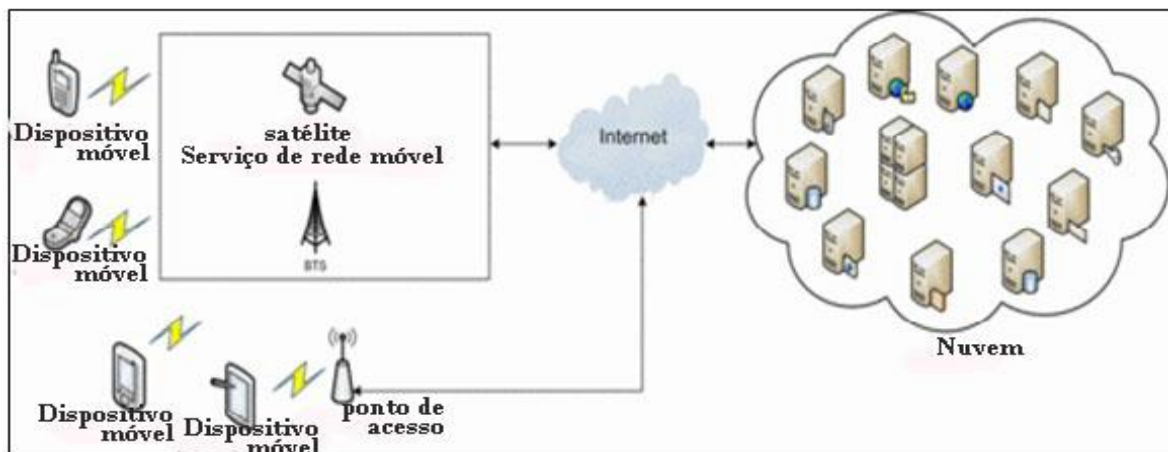 Dispositivo
móvel
satélite
Serviço de rede móvel
BTS
Dispositivo
móvel
Internet
Nuvem
Dispositivo
móvel
Dispositivo
móvel
ponto de
acesso